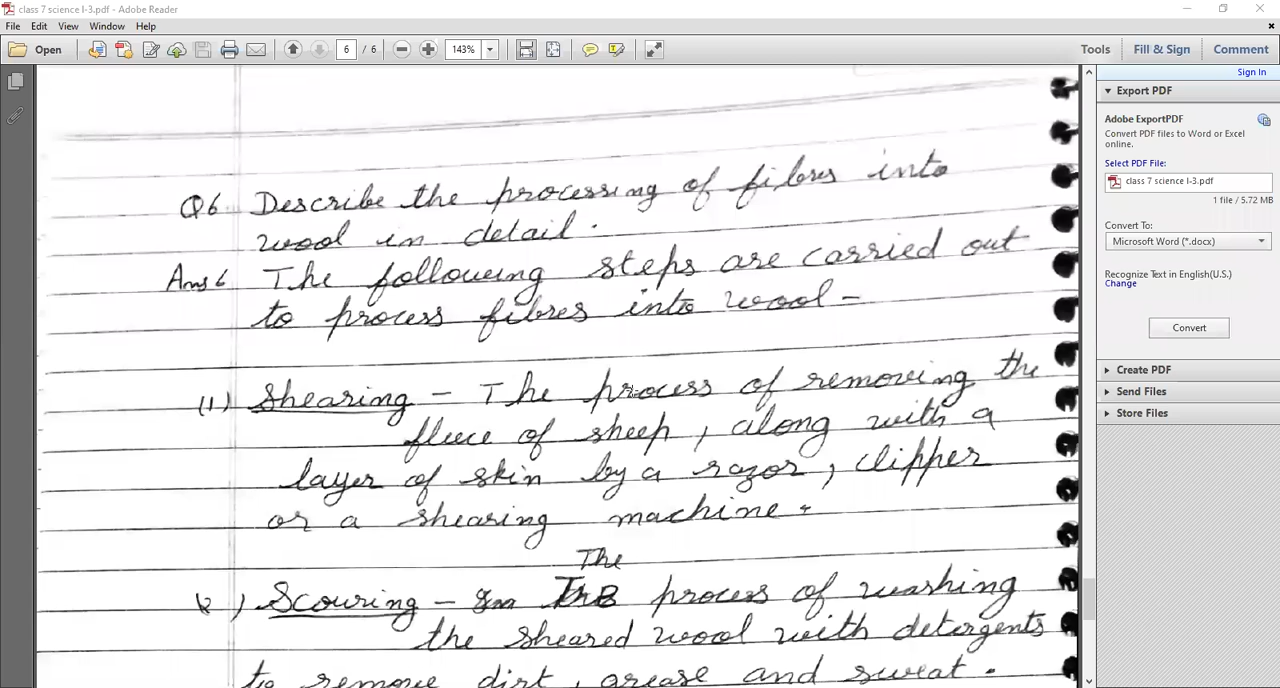 class 7 science I-3.pdf - Adobe Reader
File Edit View Window Help
Open 6 / 6 143% Tools Fill & Sign Comment
Sign In
Export PDF
Adobe ExportPDF
Convert PDF files to Word or Excel
online.
Select PDF File:
class 7 science I-3.pdf
1 file / 5.72 MB
Convert To:
Microsoft Word (*.docx)
Recognize Text in English(U.S.)
Change
Convert
Create PDF
Send Files
Store Files
Q6 Describe the processing of fibres into
wool in detail.
Ans 6 The following steps are carried out
to process fibres into wool -
(1) Shearing - The process of removing the
fleece of sheep, along with a
layer of skin by a razor, clipper
or a shearing machine.
The
) Scouring - process of washing
the sheared wool with detergents
to remove dirt, grease and sweat.